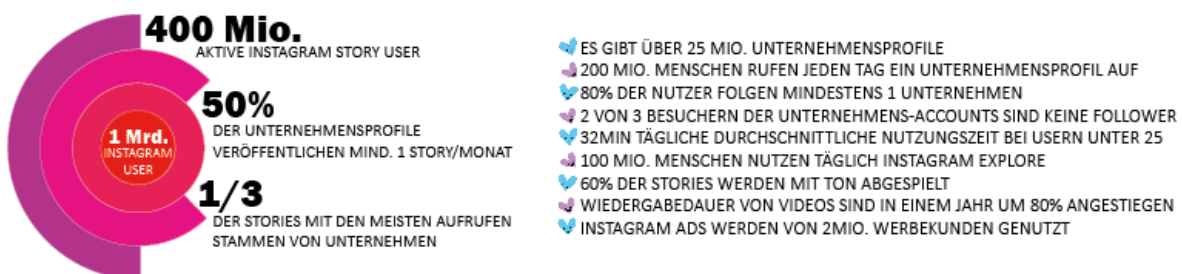 400 Mio.
AKTIVE INSTAGRAM STORY USER
50%
DER UNTERNEHMENSPROFILE
VERÖFFENTLICHEN MIND. 1 STORY/MONAT
1 Mrd.
INSTAGRAM
USER
1/3
DER STORIES MIT DEN MEISTEN AUFRUFEN
STAMMEN VON UNTERNEHMEN
ES GIBT ÜBER 25 MIO. UNTERNEHMENSPROFILE
200 MIO. MENSCHEN RUFEN JEDEN TAG EIN UNTERNEHMENSPROFIL AUF
80% DER NUTZER FOLGEN MINDESTENS 1 UNTERNEHMEN
2 VON 3 BESUCHERN DER UNTERNEHMENS-ACCOUNTS SIND KEINE FOLLOWER
32MIN TÄGLICHE DURCHSCHNITTLICHE NUTZUNGSZEIT BEI USERN UNTER 25
100 MIO. MENSCHEN NUTZEN TÄGLICH INSTAGRAM EXPLORE
60% DER STORIES WERDEN MIT TON ABGESPIELT
WIEDERGABEDAUER VON VIDEOS SIND IN EINEM JAHR UM 80% ANGESTIEGEN
INSTAGRAM ADS WERDEN VON 2MIO. WERBEKUNDEN GENUTZT